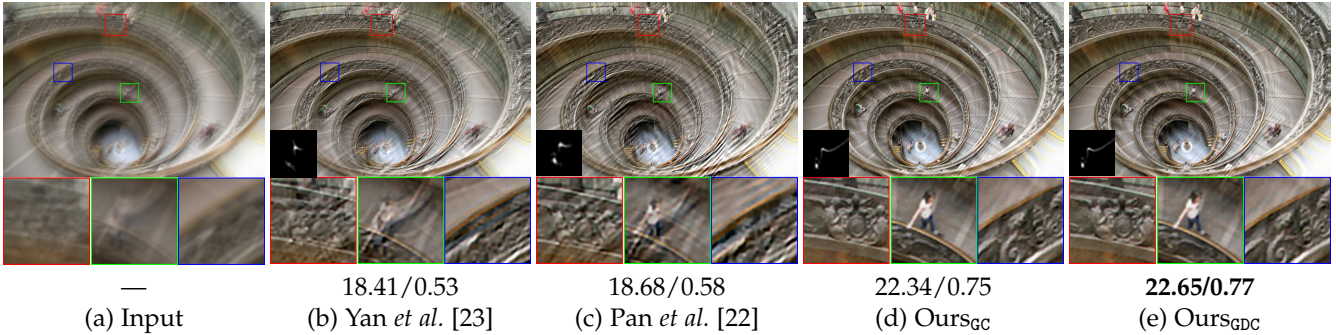 — 18.41/0.53 18.68/0.58 22.34/0.75 22.65/0.77
(a) Input (b) Yan et al. [23] (c) Pan et al. [22] (d) OursGC (e) OursGDC